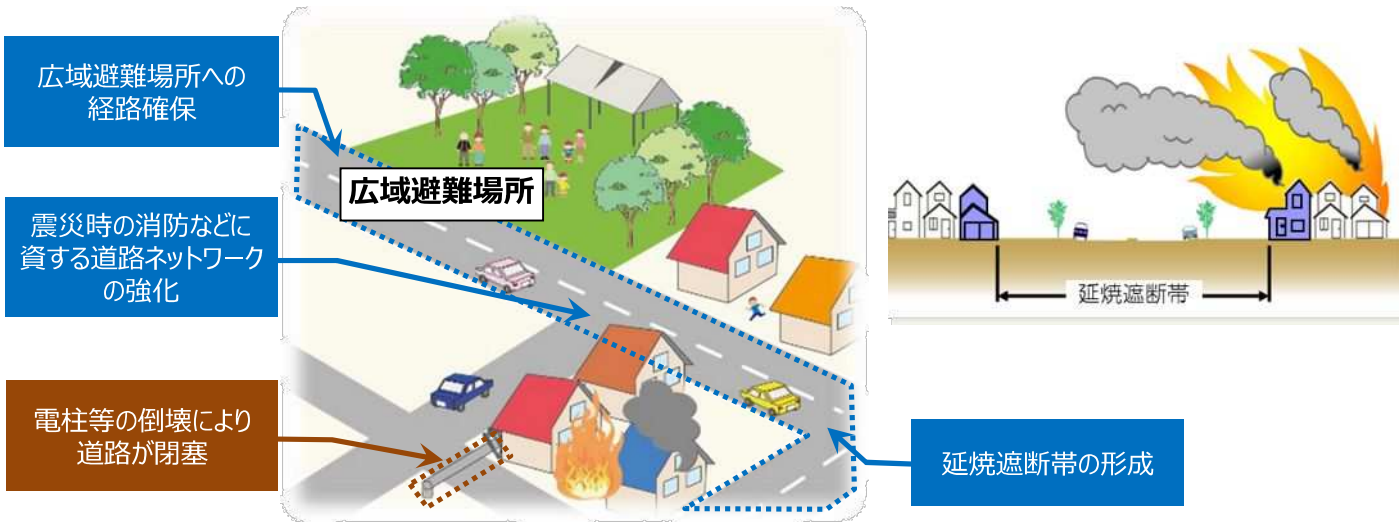 広域避難場所への
経路確保
広域避難場所
震災時の消防などに
資する道路ネットワーク
の強化
電柱等の倒壊により
道路が閉塞
延焼遮断帯
延焼遮断帯の形成